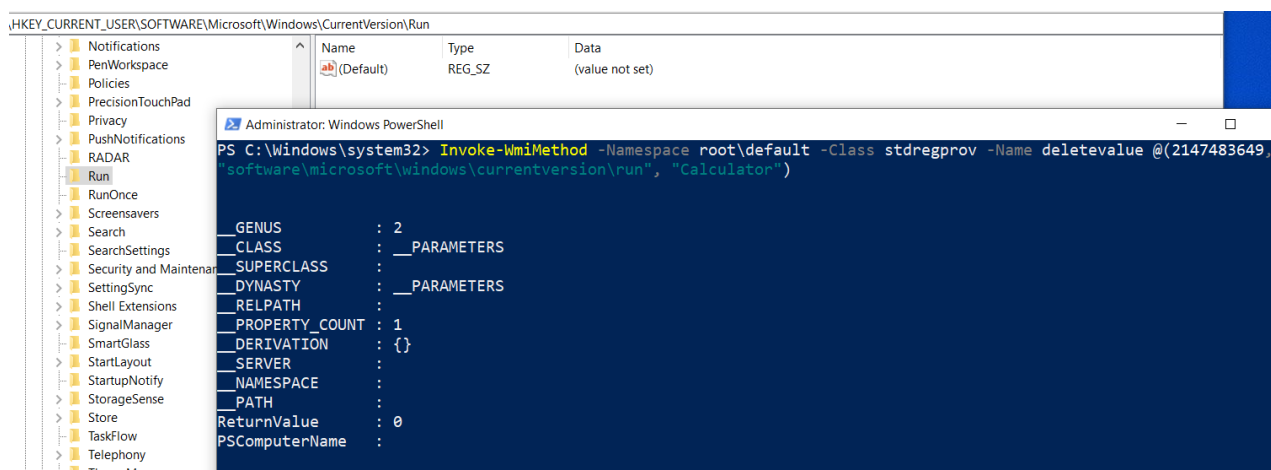 \HKEY_CURRENT_USER\SOFTWARE\Microsoft\Windows\CurrentVersion\Run
Notifications
PenWorkspace
Policies
PrecisionTouchPad
Privacy
PushNotifications
RADAR
Run
RunOnce
Screensavers
Search
SearchSettings
Security and Maintenan
SettingSync
Shell Extensions
SignalManager
SmartGlass
StartLayout
StartupNotify
StorageSense
Store
TaskFlow
Telephony
Name Type Data
ab (Default) REG_SZ (value not set)
Administrator: Windows PowerShell
PS C:\Windows\system32> Invoke-WmiMethod -Namespace root\default -Class stdregprov -Name deletevalue @(2147483649,
"software\microsoft\windows\currentversion\run", "Calculator")
__GENUS : 2
__CLASS : __PARAMETERS
__SUPERCLASS :
__DYNASTY : __PARAMETERS
__RELPATH :
__PROPERTY_COUNT : 1
__DERIVATION : {}
__SERVER :
__NAMESPACE :
__PATH :
ReturnValue : 0
PSComputerName :